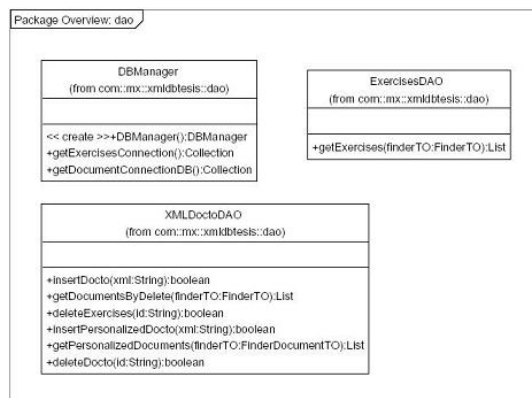 Package Overview: dao
DBManager
(from com::mx::xmldbtesis::dao)
<< create >>+DBManager():DBManager
+getExercisesConnection():Collection
+getDocumentConnectionDB():Collection
ExercisesDAO
(from com::mx::xmldbtesis::dao)
+getExercises(finderTO:FinderTO):List
XMLDoctoDAO
(from com::mx::xmldbtesis::dao)
+insertDocto(xml:String):boolean
+getDocumentsByDelete(finderTO:FinderTO):List
+deleteExercises(id:String):boolean
+insertPersonalizedDocto(xml:String):boolean
+getPersonalizedDocuments(finderTO:FinderDocumentTO):List
+deleteDocto(id:String):boolean